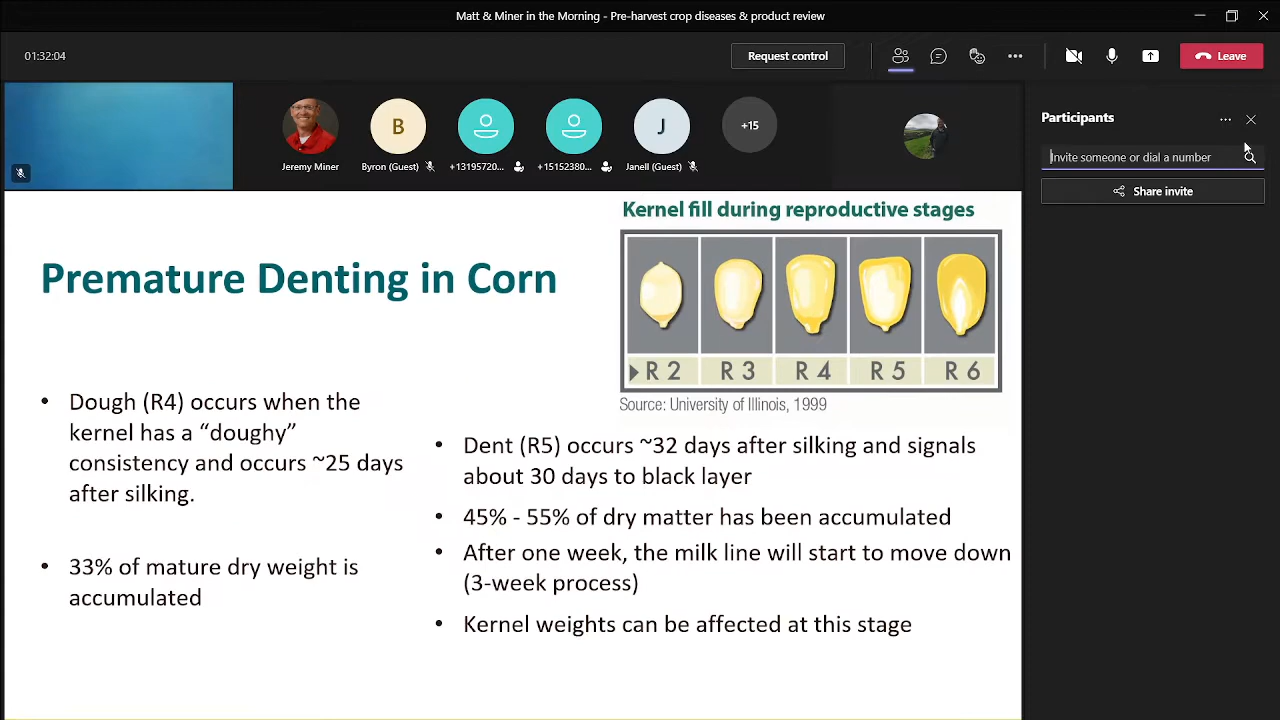 Matt & Miner in the Morning - Pre-harvest crop diseases & product review
01:32:04
Request control
Leave
B
J
+15
Jeremy Miner
Byron (Guest)
+13195720...
+15152380...
Janell (Guest)
Participants
Invite someone or dial a number
Share invite
Kernel fill during reproductive stages
R 2
R 3
R 4
R 5
R 6
Source: University of Illinois, 1999
Premature Denting in Corn
• Dough (R4) occurs when the
kernel has a “doughy”
consistency and occurs ~25 days
after silking.
• 33% of mature dry weight is
accumulated
• Dent (R5) occurs ~32 days after silking and signals
about 30 days to black layer
• 45% - 55% of dry matter has been accumulated
• After one week, the milk line will start to move down
(3-week process)
• Kernel weights can be affected at this stage